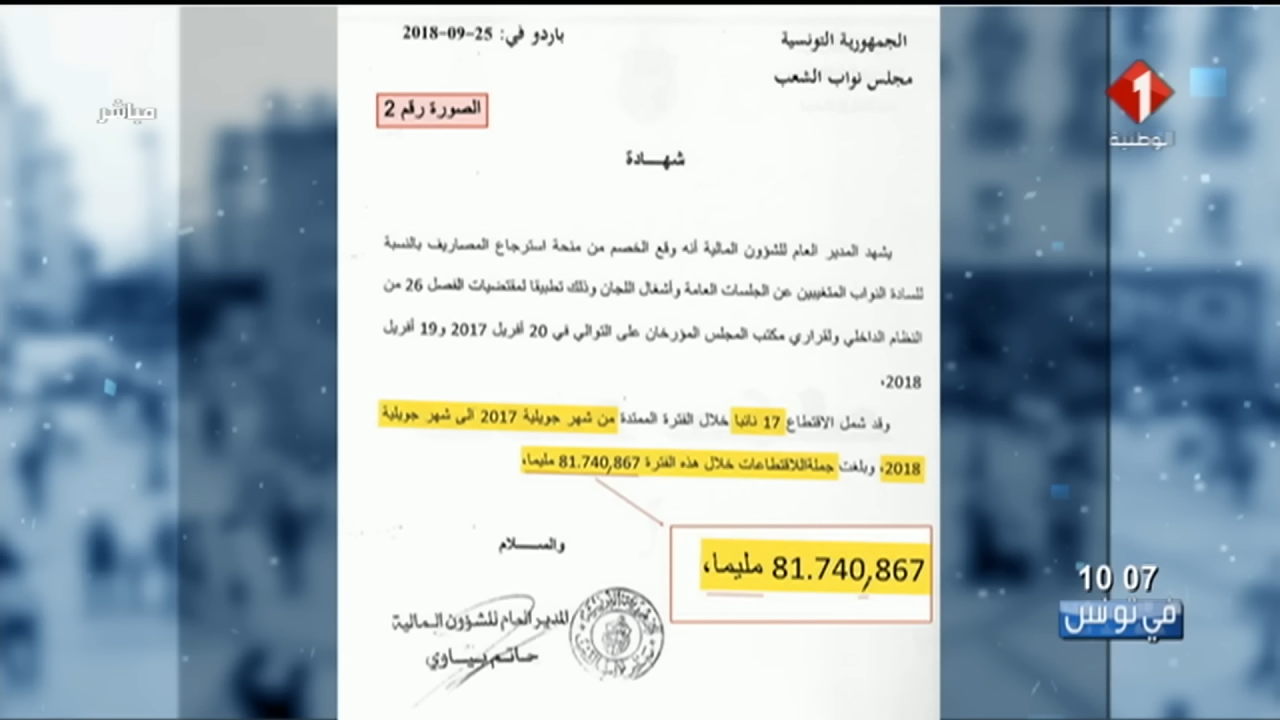 الجمهورية التونسية
مجلس نواب الشعب
باردو في: 25-09-2018
الصورة رقم 2
شهـــادة
يشهد المدير العام للشؤون المالية أنه وقع الخصم من منحة استرجاع المصاريف بالنسبة
للسادة النواب المتغيبين عن الجلسات العامة وأشغال اللجان وذلك تطبيقا لمقتضيات الفصل 26 من
النظام الداخلي ولقراري مكتب المجلس المؤرخان على التوالي في 20 أفريل 2017 و19 أفريل
2018،
وقد شمل الاقتطاع 17 نائبا خلال الفترة الممتدة من شهر جويلية 2017 الى شهر جويلية
2018، وبلغت جملةاللاقتطاعات خلال هذه الفترة 81.740,867 مليما،
81.740,867 مليما،
والســـلام
المدير العام للشؤون المالية
حاتم
مباشر
1
الوطنية
10 07
في تونس